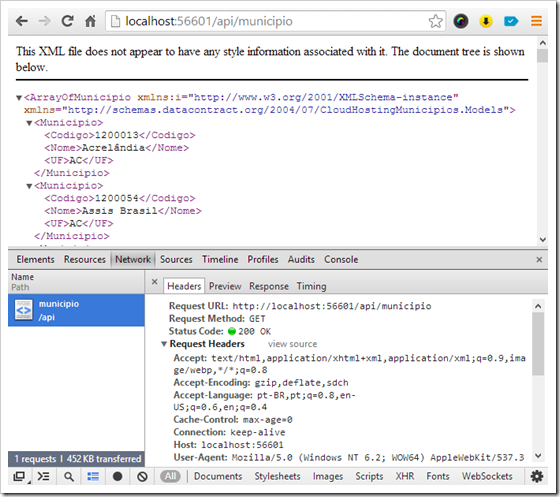 localhost:56601/api/municipio
This XML file does not appear to have any style information associated with it. The document tree is shown
below.
▼<ArrayOfMunicipio xmlns:i="http://www.w3.org/2001/XMLSchema-instance"
xmlns="http://schemas.datacontract.org/2004/07/CloudHostingMunicipios.Models">
▼<Municipio>
<Codigo>1200013</Codigo>
<Nome>Acrelândia</Nome>
<UF>AC</UF>
</Municipio>
▼<Municipio>
<Codigo>1200054</Codigo>
<Nome>Assis Brasil</Nome>
<UF>AC</UF>
</Municipio>
Elements Resources Network Sources Timeline Profiles Audits Console ×
Name
Path
municipio
/api
× Headers Preview Response Timing
Request URL: http://localhost:56601/api/municipio
Request Method: GET
Status Code: 200 OK
▼Request Headers view source
Accept: text/html,application/xhtml+xml,application/xml;q=0.9,ima
ge/webp,*/*;q=0.8
Accept-Encoding: gzip,deflate,sdch
Accept-Language: pt-BR,pt;q=0.8,en-
US;q=0.6,en;q=0.4
Cache-Control: max-age=0
Connection: keep-alive
Host: localhost:56601
User-Agent: Mozilla/5.0 (Windows NT 6.2; WOW64) AppleWebKit/537.3
1 requests | 452 KB transferred
All Documents Stylesheets Images Scripts XHR Fonts WebSockets